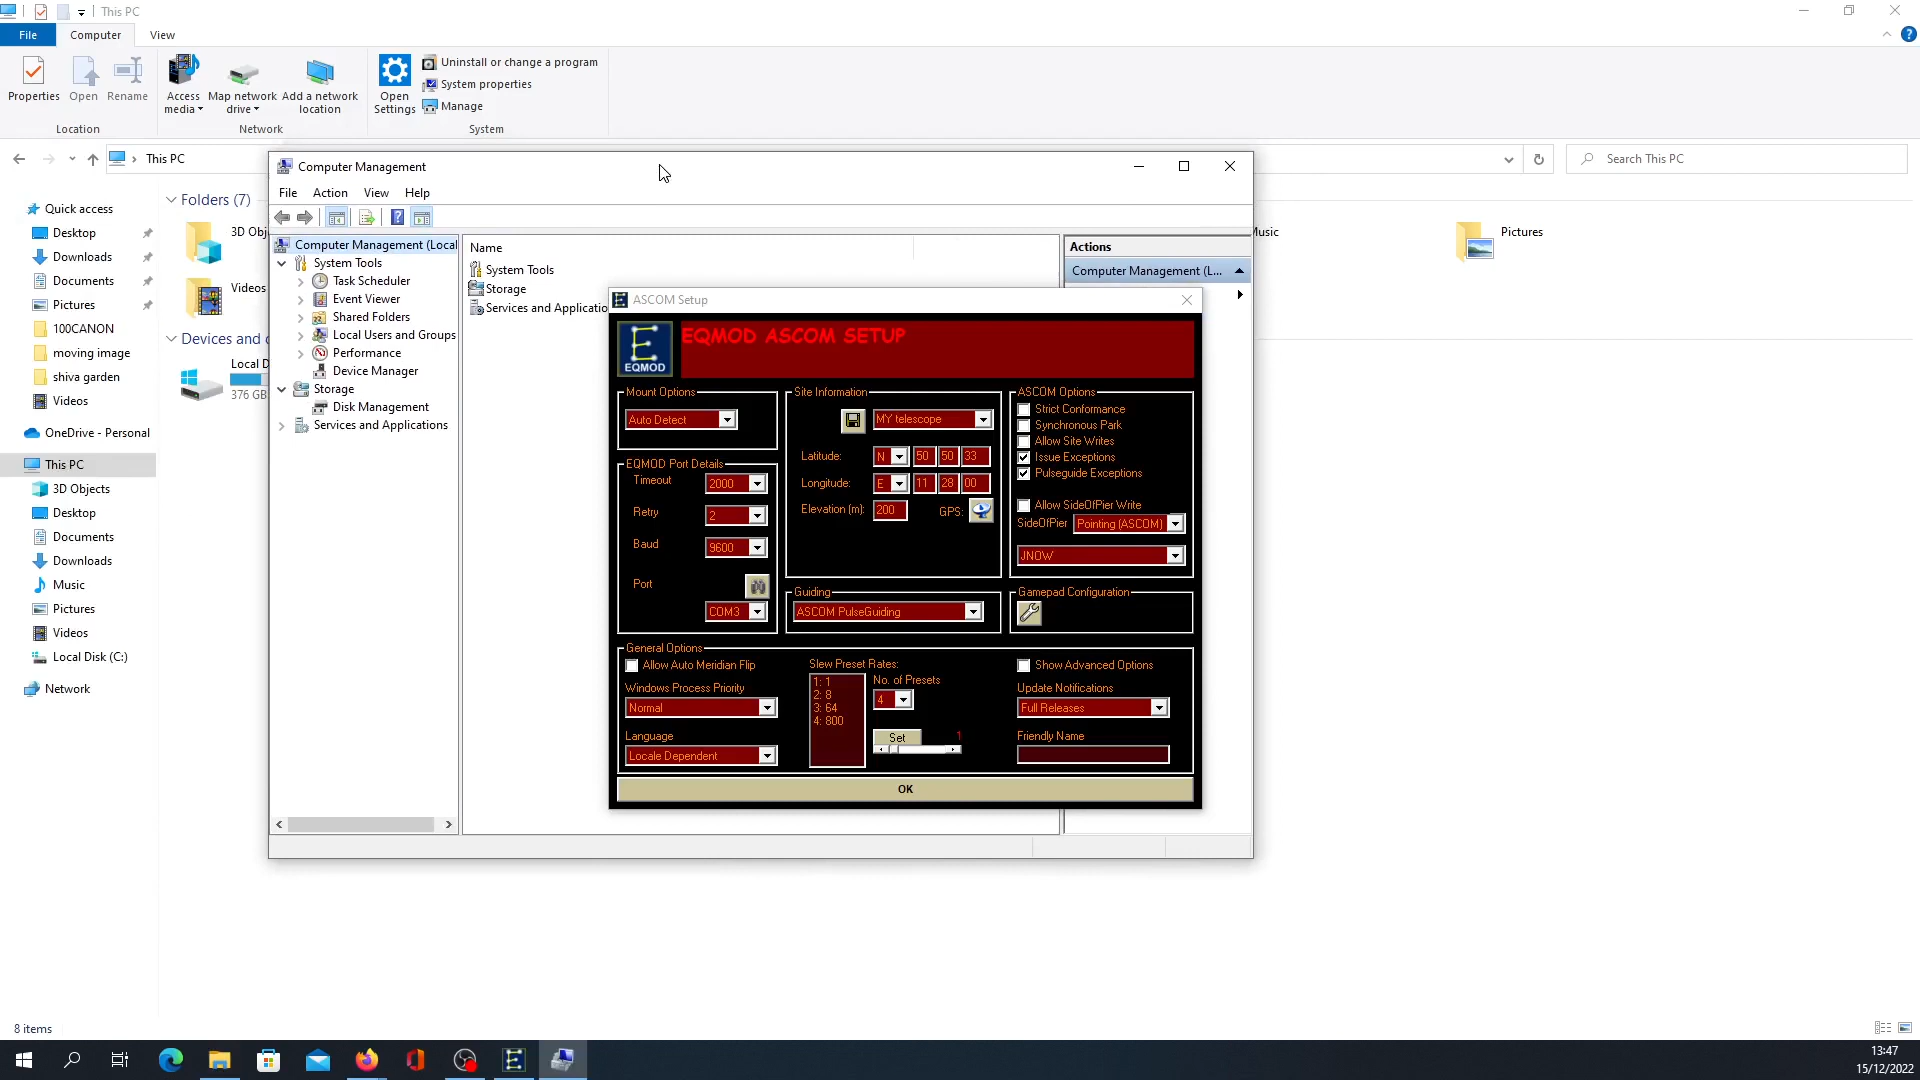 This PC
File
Computer
View
Properties
Open
Rename
Access media
Map network drive
Add a network location
Open Settings
Uninstall or change a program
System properties
Manage
Location
Network
System
This PC
Search This PC
Quick access
Desktop
Downloads
Documents
Pictures
100CANON
moving image
shiva garden
Videos
OneDrive - Personal
This PC
3D Objects
Desktop
Documents
Downloads
Music
Pictures
Videos
Local Disk (C:)
Network
Folders (7)
3D Obj
Videos
Devices and
Local D
376 GB
Music
Pictures
Computer Management
File
Action
View
Help
Computer Management (Local
System Tools
Task Scheduler
Event Viewer
Shared Folders
Local Users and Groups
Performance
Device Manager
Storage
Disk Management
Services and Applications
Name
System Tools
Storage
Services and Applicatio
Actions
Computer Management (L...
ASCOM Setup
EQMOD
EQMOD ASCOM SETUP
Mount Options
Auto Detect
EQMOD Port Details
Timeout
2000
Retry
2
Baud
9600
Port
COM3
Site Information
MY telescope
Latitude:
N
50
50
33
Longitude:
E
11
28
00
Elevation (m):
200
GPS:
Guiding
ASCOM PulseGuiding
ASCOM Options
Strict Conformance
Synchronous Park
Allow Site Writes
Issue Exceptions
Pulseguide Exceptions
Allow SideOfPier Write
SideOfPier
Pointing (ASCOM)
JNOW
Gamepad Configuration
General Options
Allow Auto Meridian Flip
Windows Process Priority
Normal
Language
Locale Dependent
Slew Preset Rates:
1: 1
2: 8
3: 64
4: 800
No. of Presets
4
Set
1
Show Advanced Options
Update Notifications
Full Releases
Friendly Name
OK
8 items
13:47
15/12/2022